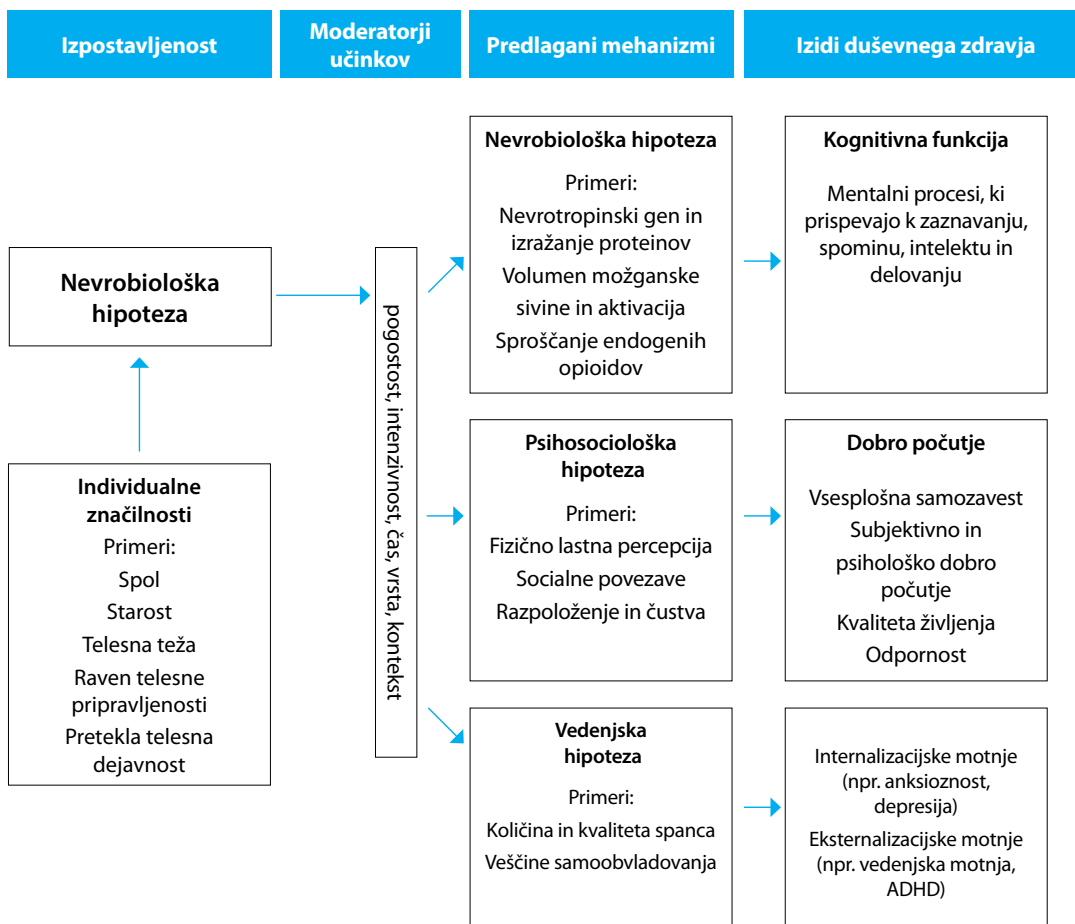 Izpostavljenost
Moderatorji
učinkov
Predlagani mehanizmi
Izidi duševnega zdravja
Nevrobiološka
hipoteza
Individualne
značilnosti
Primeri:
Spol
Starost
Telesna teža
Raven telesne
pripravljenosti
Pretekla telesna
dejavnost
pogostost, intenzivnost, čas, vrsta, kontekst
Nevrobiološka hipoteza
Primeri:
Nevrotropinski gen in
izražanje proteinov
Volumen možganske
sivine in aktivacija
Sproščanje endogenih
opioidov
Psihosociološka
hipoteza
Primeri:
Fizično lastna percepcija
Socialne povezave
Razpoloženje in čustva
Vedenjska
hipoteza
Primeri:
Količina in kvaliteta spanca
Veščine samoobvladovanja
Kognitivna funkcija
Mentalni procesi, ki
prispevajo k zaznavanju,
spominu, intelektu in
delovanju
Dobro počutje
Vsesplošna samozavest
Subjektivno in
psihološko dobro
počutje
Kvaliteta življenja
Odpornost
Internalizacijske motnje
(npr. anksioznost,
depresija)
Eksternalizacijske motnje
(npr. vedenjska motnja,
ADHD)